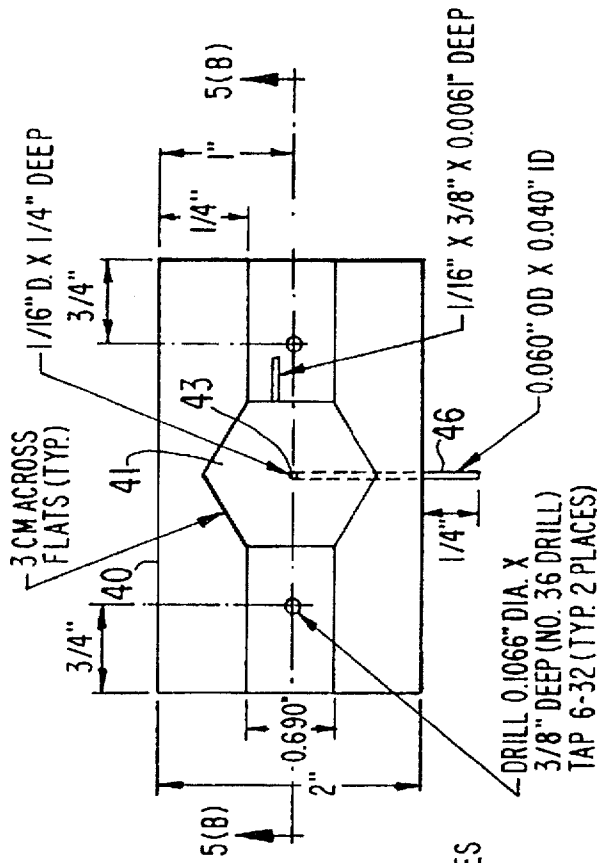 3 CM ACROSS
FLATS (TYP.)
1/16" D. X 1/4" DEEP
40
41
43
3/4"
3/4"
1/4"
1"
5(B)
5(B)
0.690"
2"
46
1/4"
1/16" X 3/8" X 0.0061" DEEP
0.060" OD X 0.040" ID
DRILL 0.1066" DIA. X
3/8" DEEP (NO. 36 DRILL)
TAP 6-32 (TYP. 2 PLACES)
ES